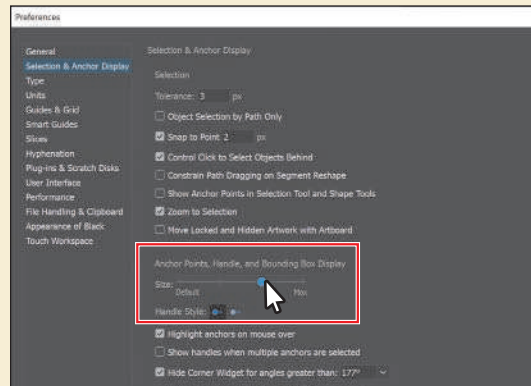 Preferences
General
Selection & Anchor Display
Type
Units
Guides & Grid
Smart Guides
Slices
Hyphenation
Plug-ins & Scratch Disks
User Interface
Performance
File Handling & Clipboard
Appearance of Black
Touch Workspace
Selection & Anchor Display
Selection
Tolerance: 3 px
Object Selection by Path Only
Snap to Point 2 px
Control Click to Select Objects Behind
Constrain Path Dragging on Segment Reshape
Show Anchor Points in Selection Tool and Shape Tools
Zoom to Selection
Move Locked and Hidden Artwork with Artboard
Anchor Points, Handle, and Bounding Box Display
Size:
Default Max
Handle Style:
Highlight anchors on mouse over
Show handles when multiple anchors are selected
Hide Corner Widget for angles greater than: 177°